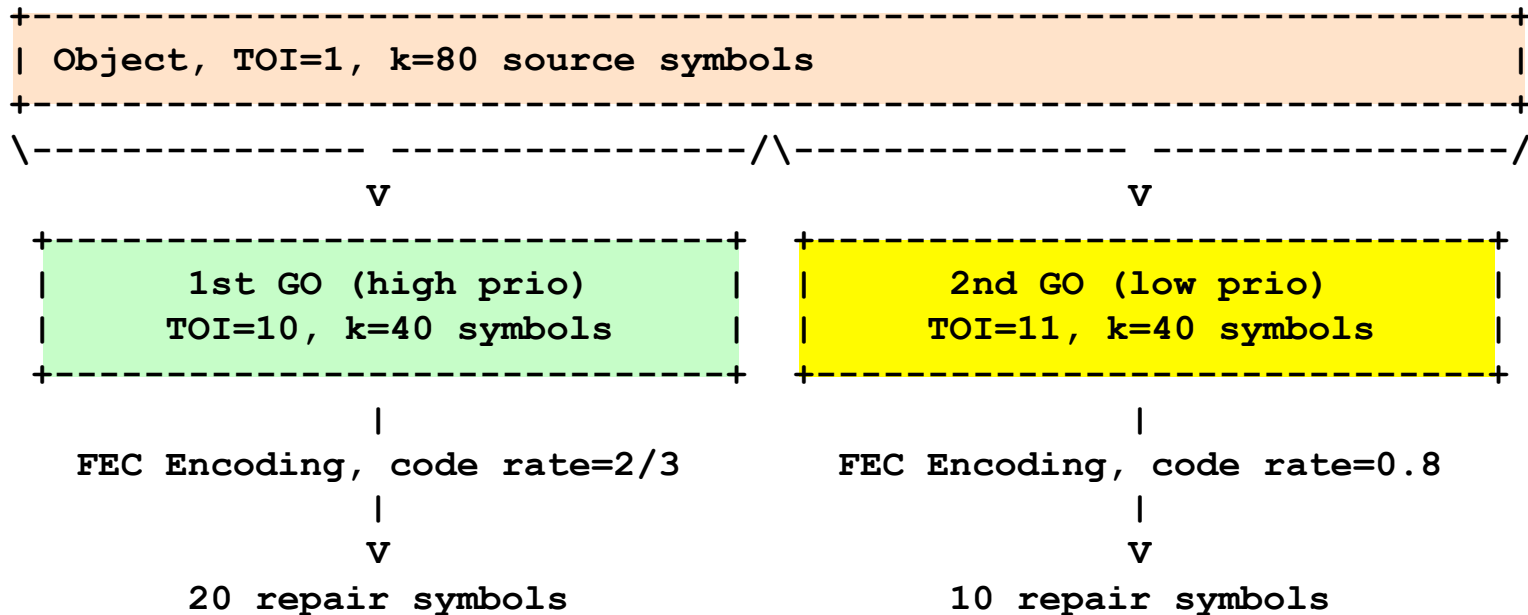 Object, TOI=1, k=80 source symbols
v v
1st GO (high prio) 2nd GO (low prio)
TOI=10, k=40 symbols TOI=11, k=40 symbols
FEC Encoding, code rate=2/3 FEC Encoding, code rate=0.8
v v
20 repair symbols 10 repair symbols